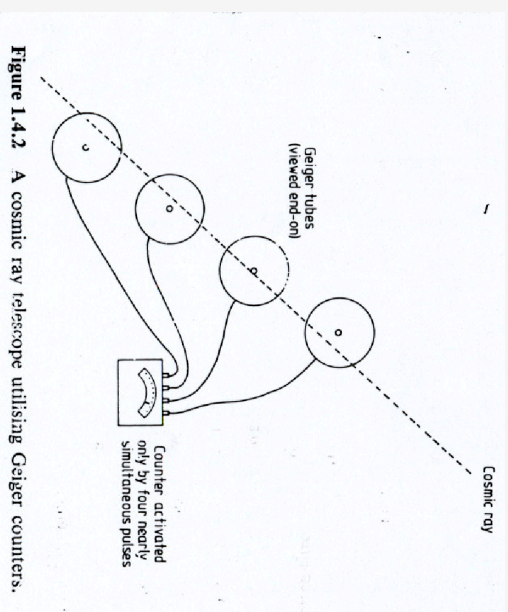 Cosmic ray
Geiger tubes
(viewed end-on)
Counter activated
only by four nearly
simultaneous pulses
Figure 1.4.2 A cosmic ray telescope utilising Geiger counters.